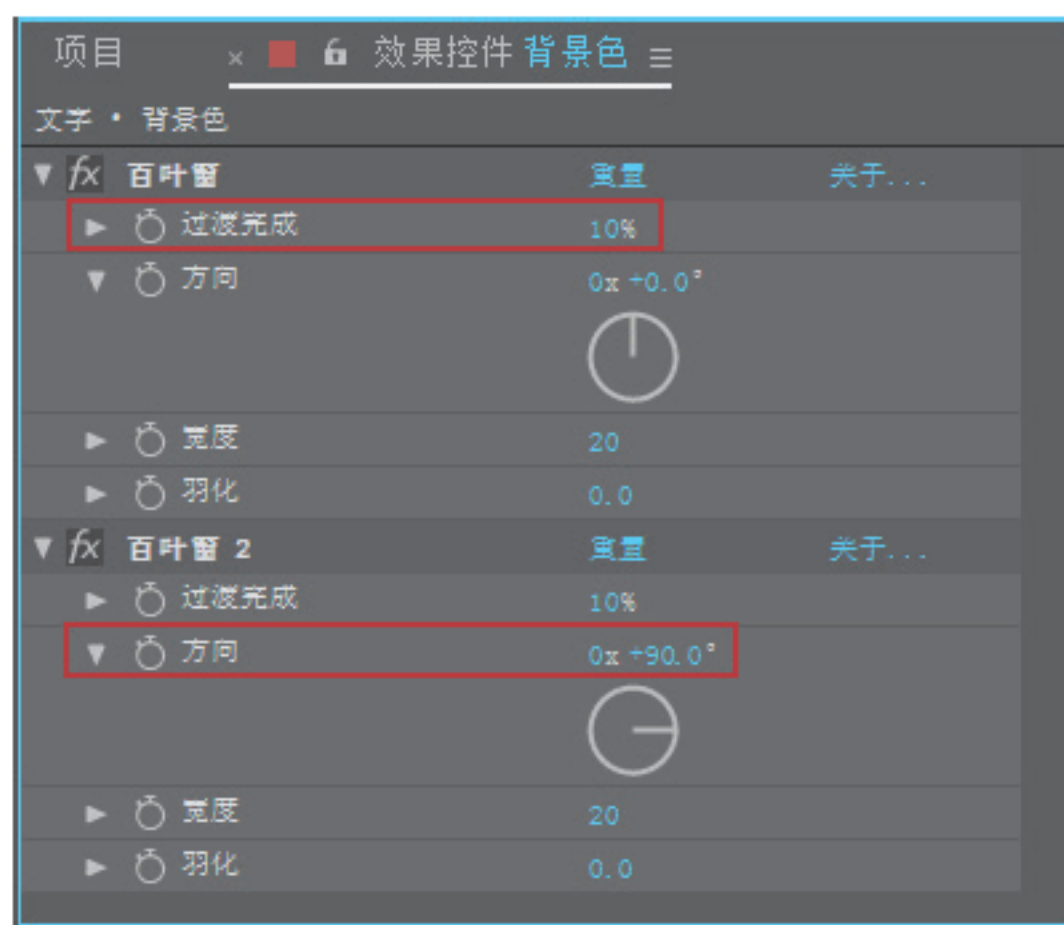 项目 × 效果控件 背景色 ≡
文字 • 背景色
fx 百叶窗 重置 关于...
过渡完成 10%
方向 0x +0.0°
宽度 20
羽化 0.0
fx 百叶窗 2 重置 关于...
过渡完成 10%
方向 0x +90.0°
宽度 20
羽化 0.0